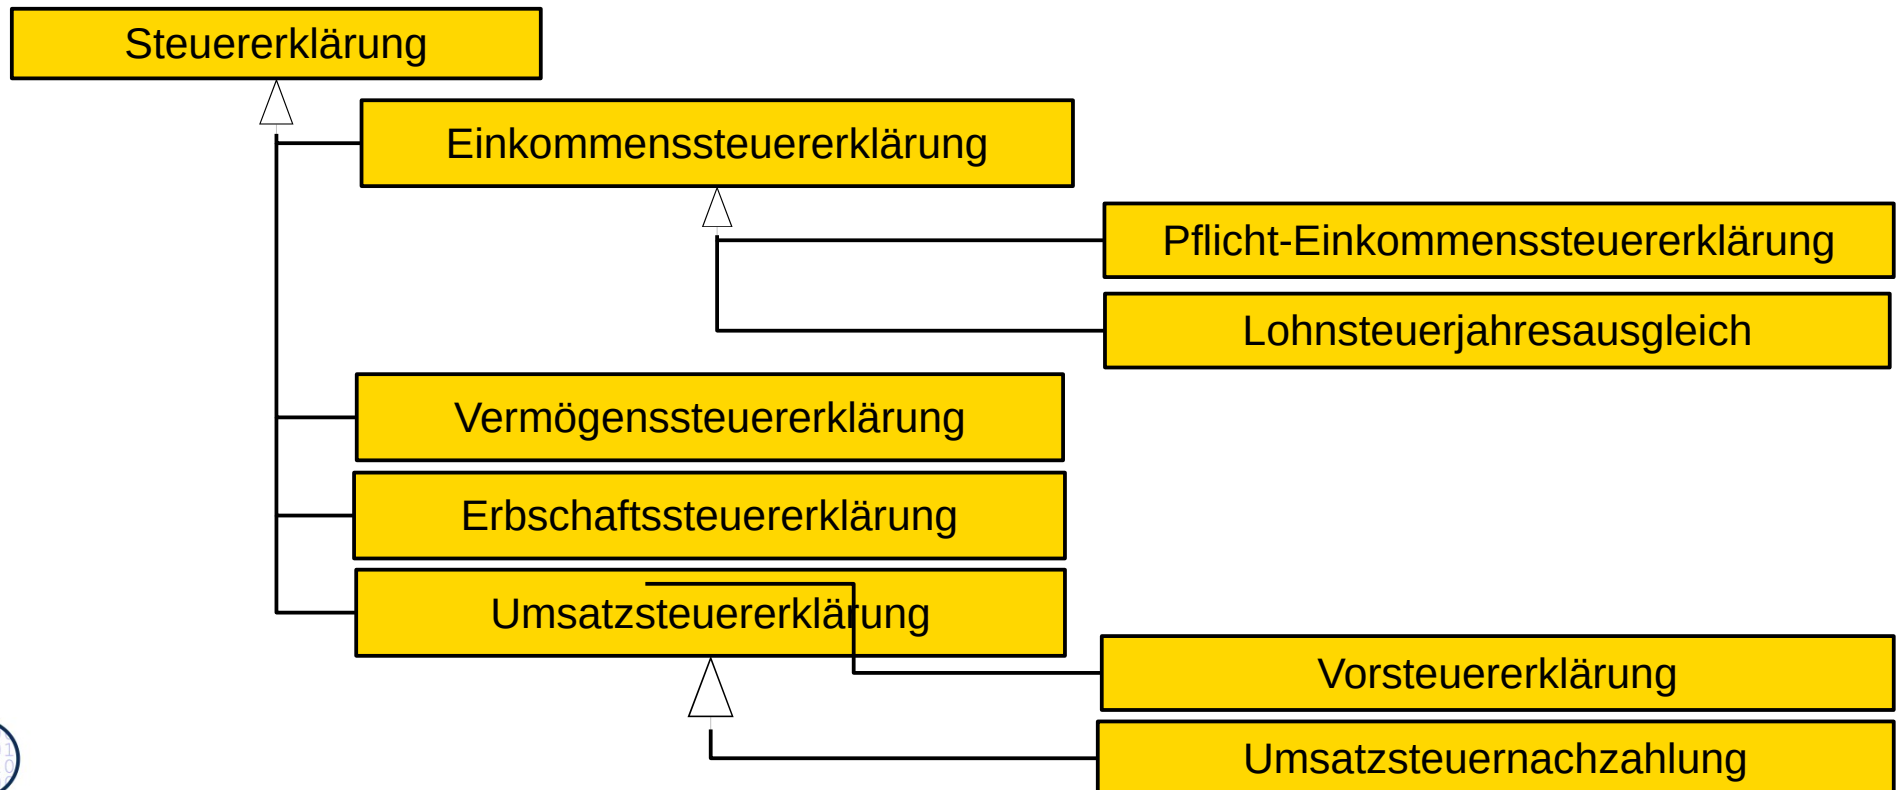 Steuererklärung
Einkommenssteuererklärung
Pflicht-Einkommenssteuererklärung
Lohnsteuerjahresausgleich
Vermögenssteuererklärung
Erbschaftssteuererklärung
Umsatzsteuererklärung
Vorsteuererklärung
Umsatzsteuernachzahlung